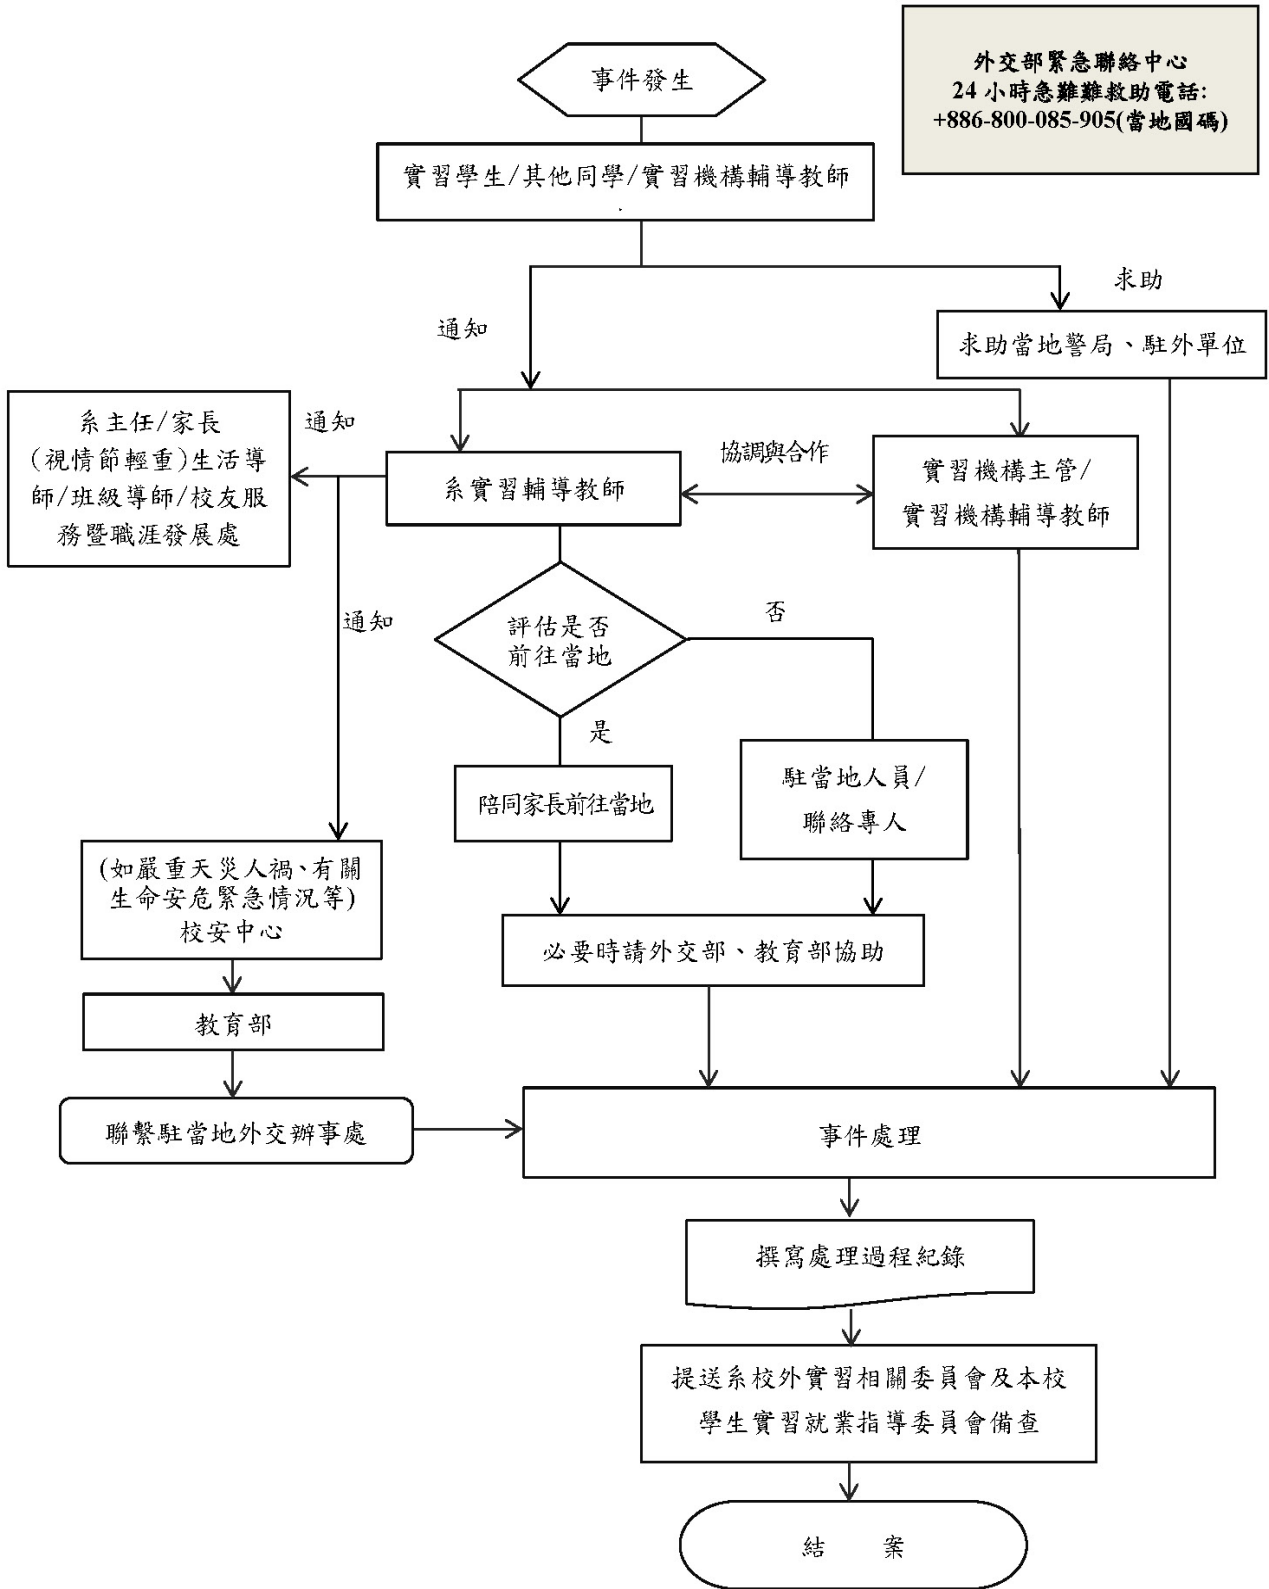 事件發生
外交部緊急聯絡中心
24 小時急難難救助電話:
+886-800-085-905(當地國碼)
實習學生/其他同學/實習機構輔導教師
求助
通知
求助當地警局、駐外單位
系主任/家長
(視情節輕重)生活導
師/班級導師/校友服
務暨職涯發展處
通知
系實習輔導教師
協調與合作
實習機構主管/
實習機構輔導教師
通知
評估是否
前往當地
否
是
陪同家長前往當地
駐當地人員/
聯絡專人
(如嚴重天災人禍、有關
生命安危緊急情況等)
校安中心
必要時請外交部、教育部協助
教育部
聯繫駐當地外交辦事處
事件處理
撰寫處理過程紀錄
提送系校外實習相關委員會及本校
學生實習就業指導委員會備查
結 案